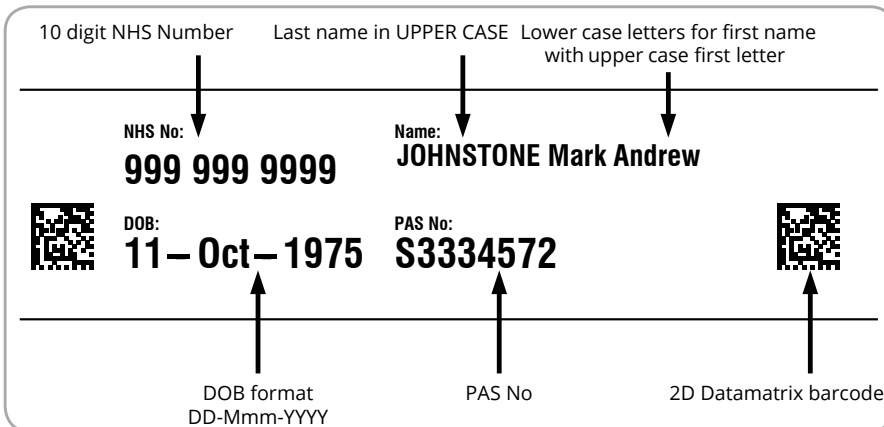 10 digit NHS Number
Last name in UPPER CASE
Lower case letters for first name
with upper case first letter
NHS No:
999 999 9999
Name:
JOHNSTONE Mark Andrew
DOB:
11–Oct–1975
PAS No:
S3334572
DOB format
DD-Mmm-YYYY
PAS No
2D Datamatrix barcode